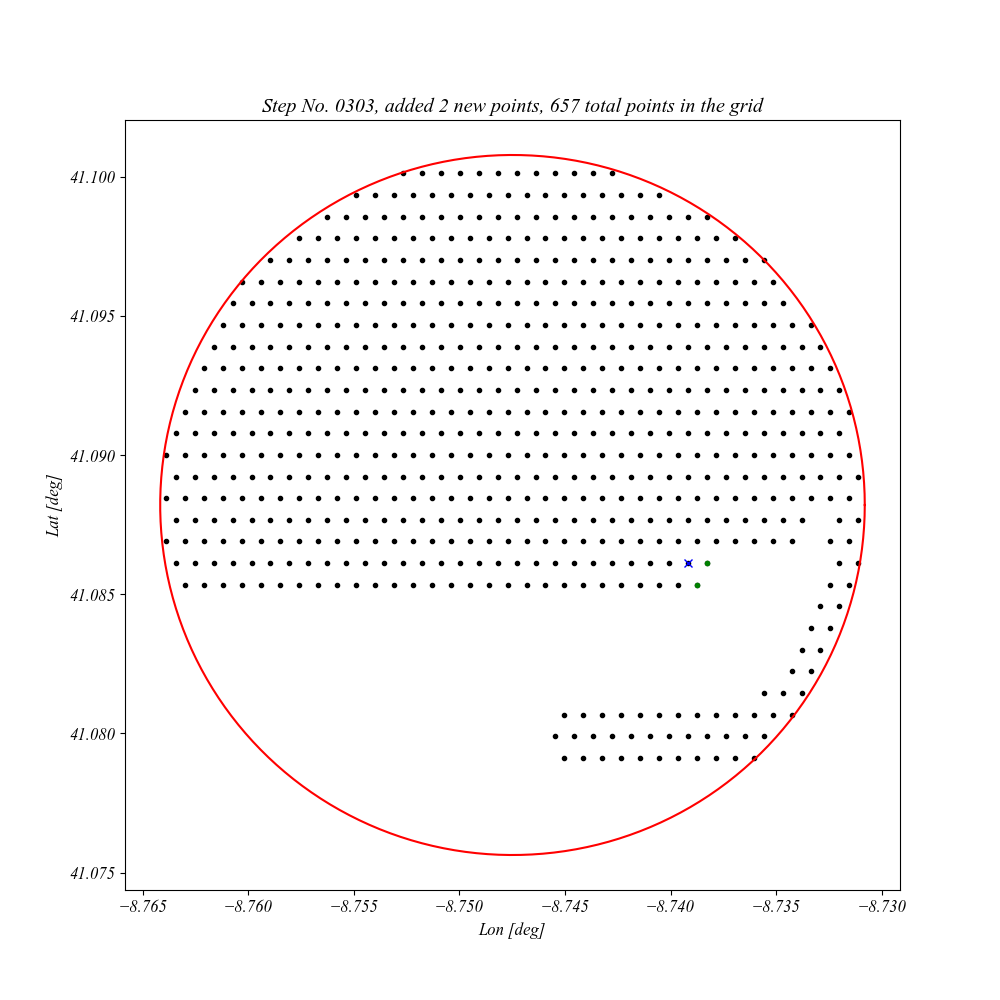 Step No. 0303, added 2 new points, 657 total points in the grid
41.100
41.095
41.090
41.085
41.080
41.075
Lat [deg]
−8.765 −8.760 −8.755 −8.750 −8.745 −8.740 −8.735 −8.730
Lon [deg]